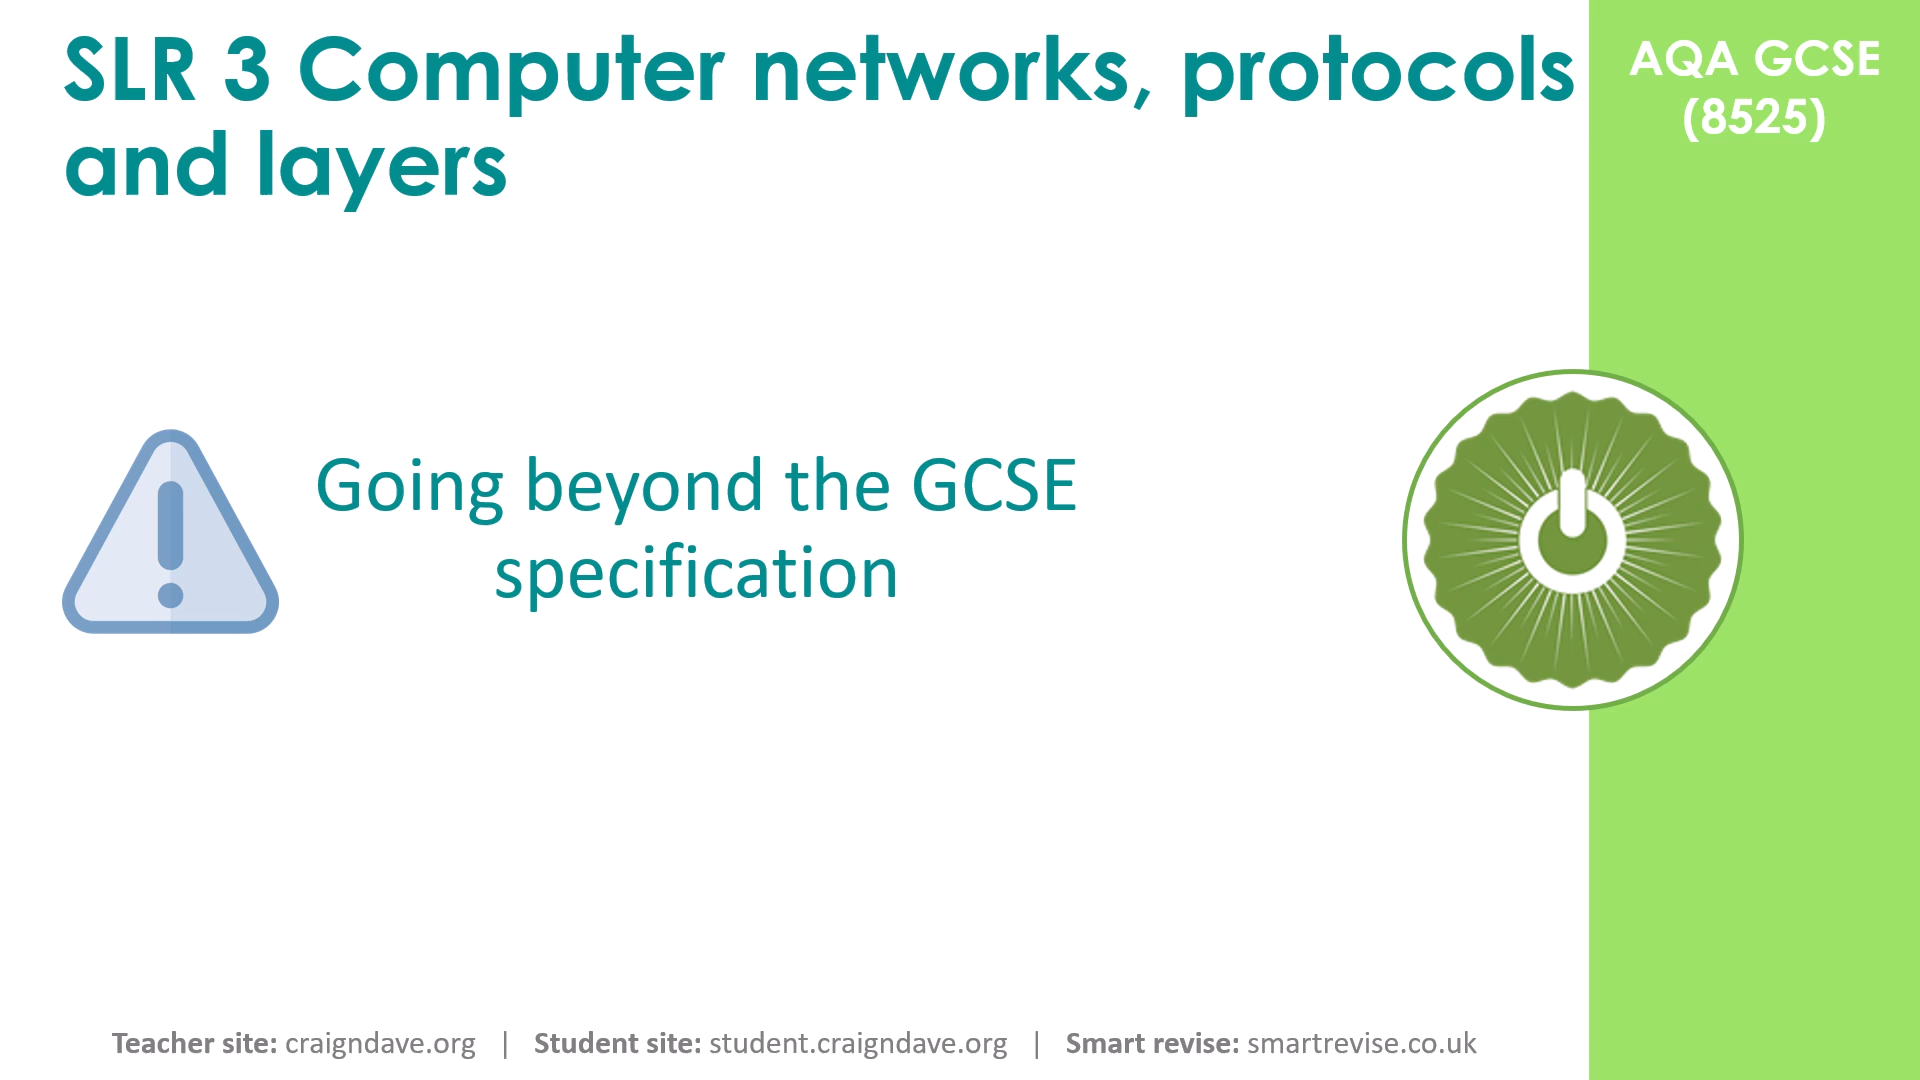 SLR 3 Computer networks, protocols
and layers
AQA GCSE
(8525)
Going beyond the GCSE
specification
Teacher site: craigndave.org | Student site: student.craigndave.org | Smart revise: smartrevise.co.uk